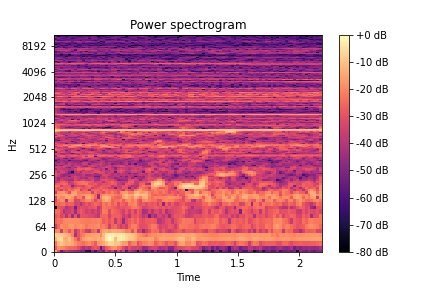 Power spectrogram
Hz
8192
4096
2048
1024
512
256
128
64
0
0
0.5
1
1.5
2
Time
+0 dB
-10 dB
-20 dB
-30 dB
-40 dB
-50 dB
-60 dB
-70 dB
-80 dB